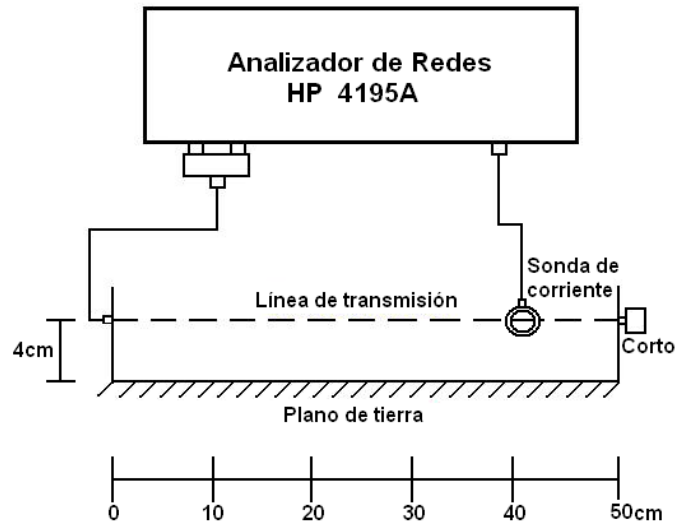 Analizador de Redes
HP 4195A
Sonda de
corriente
Línea de transmisión
4cm
Corto
Plano de tierra
0 10 20 30 40 50cm